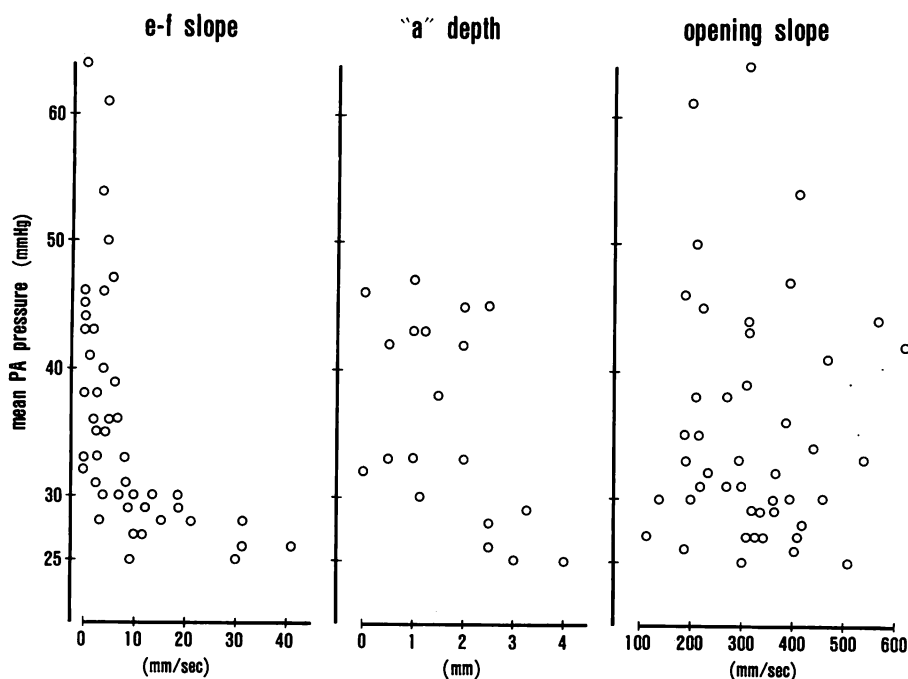 e-f slope
"a" depth
opening slope
mean PA pressure (mmHg)
60
50
40
30
25
0 10 20 30 40
(mm/sec)
0 1 2 3 4
(mm)
100 200 300 400 500 600
(mm/sec)